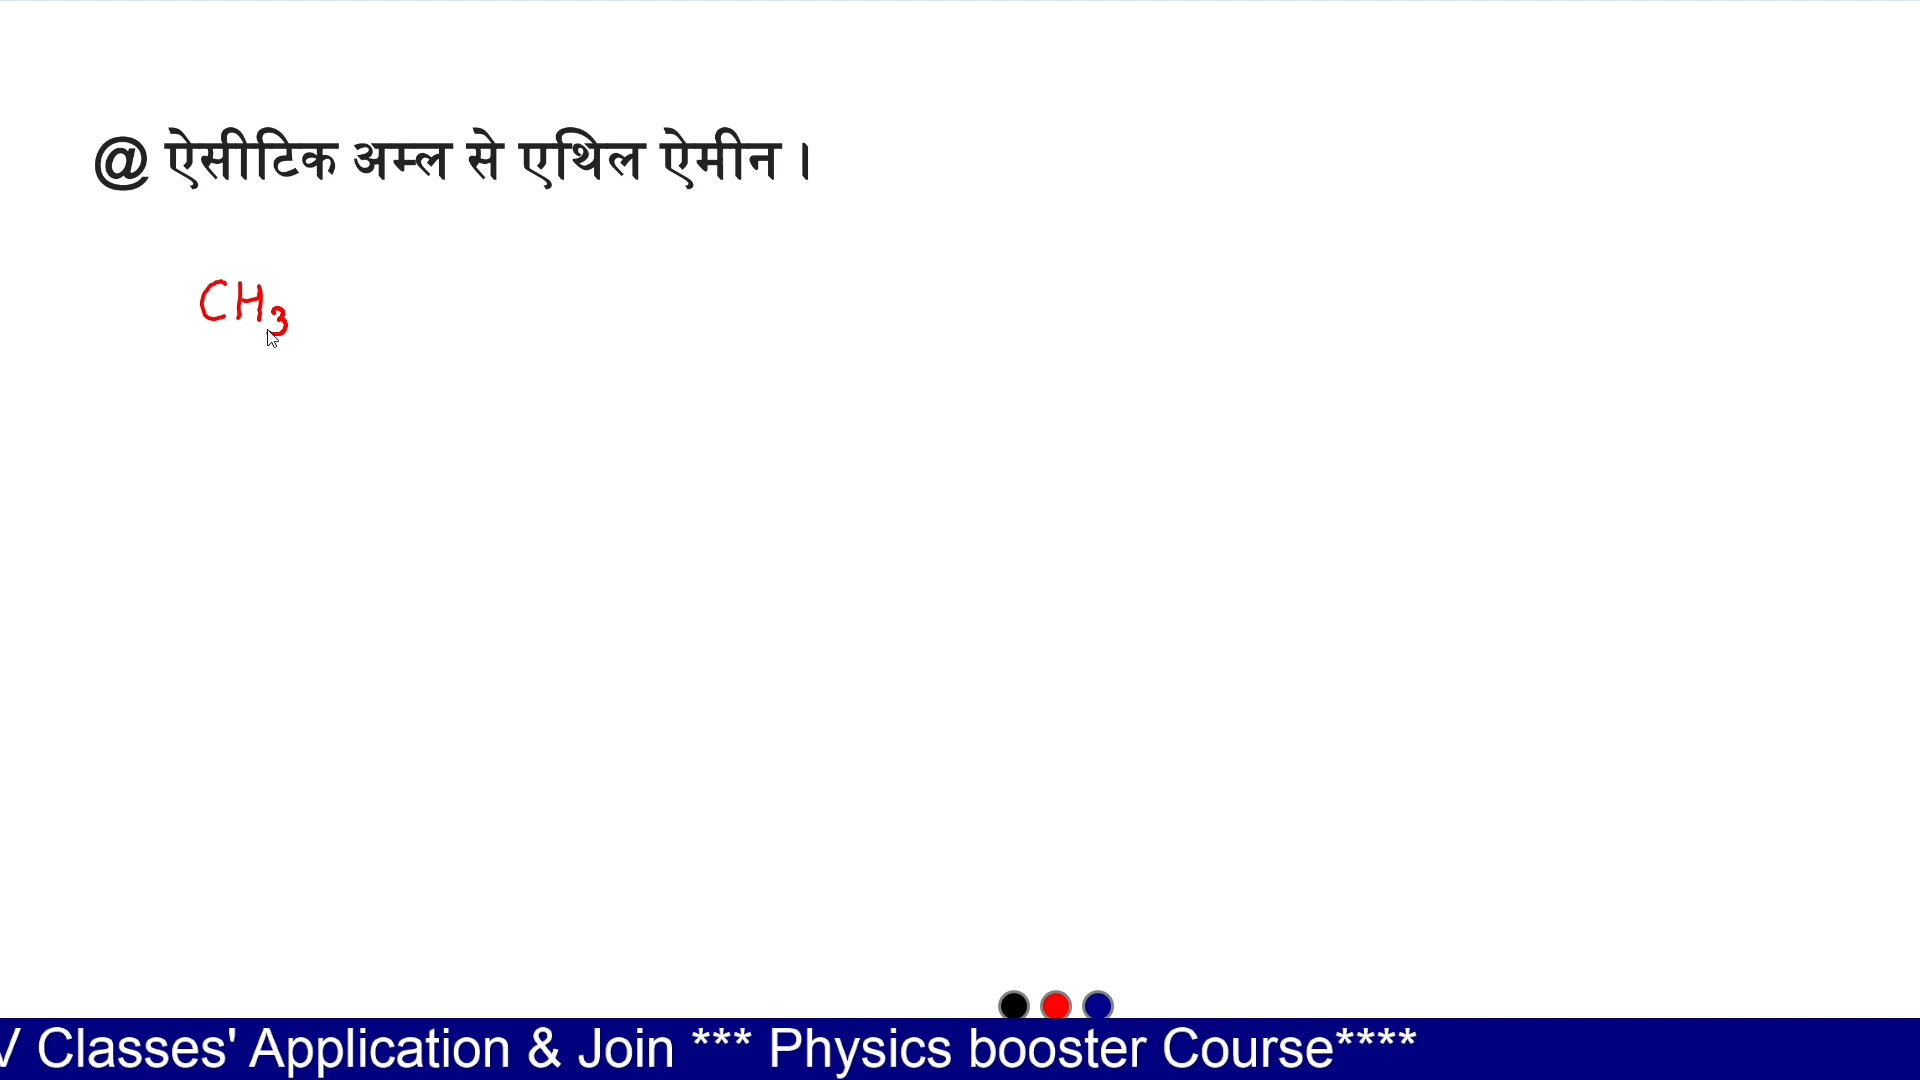 @ ऐसीटिक अम्ल से एथिल ऐमीन ।
CH3
V Classes' Application & Join *** Physics booster Course****